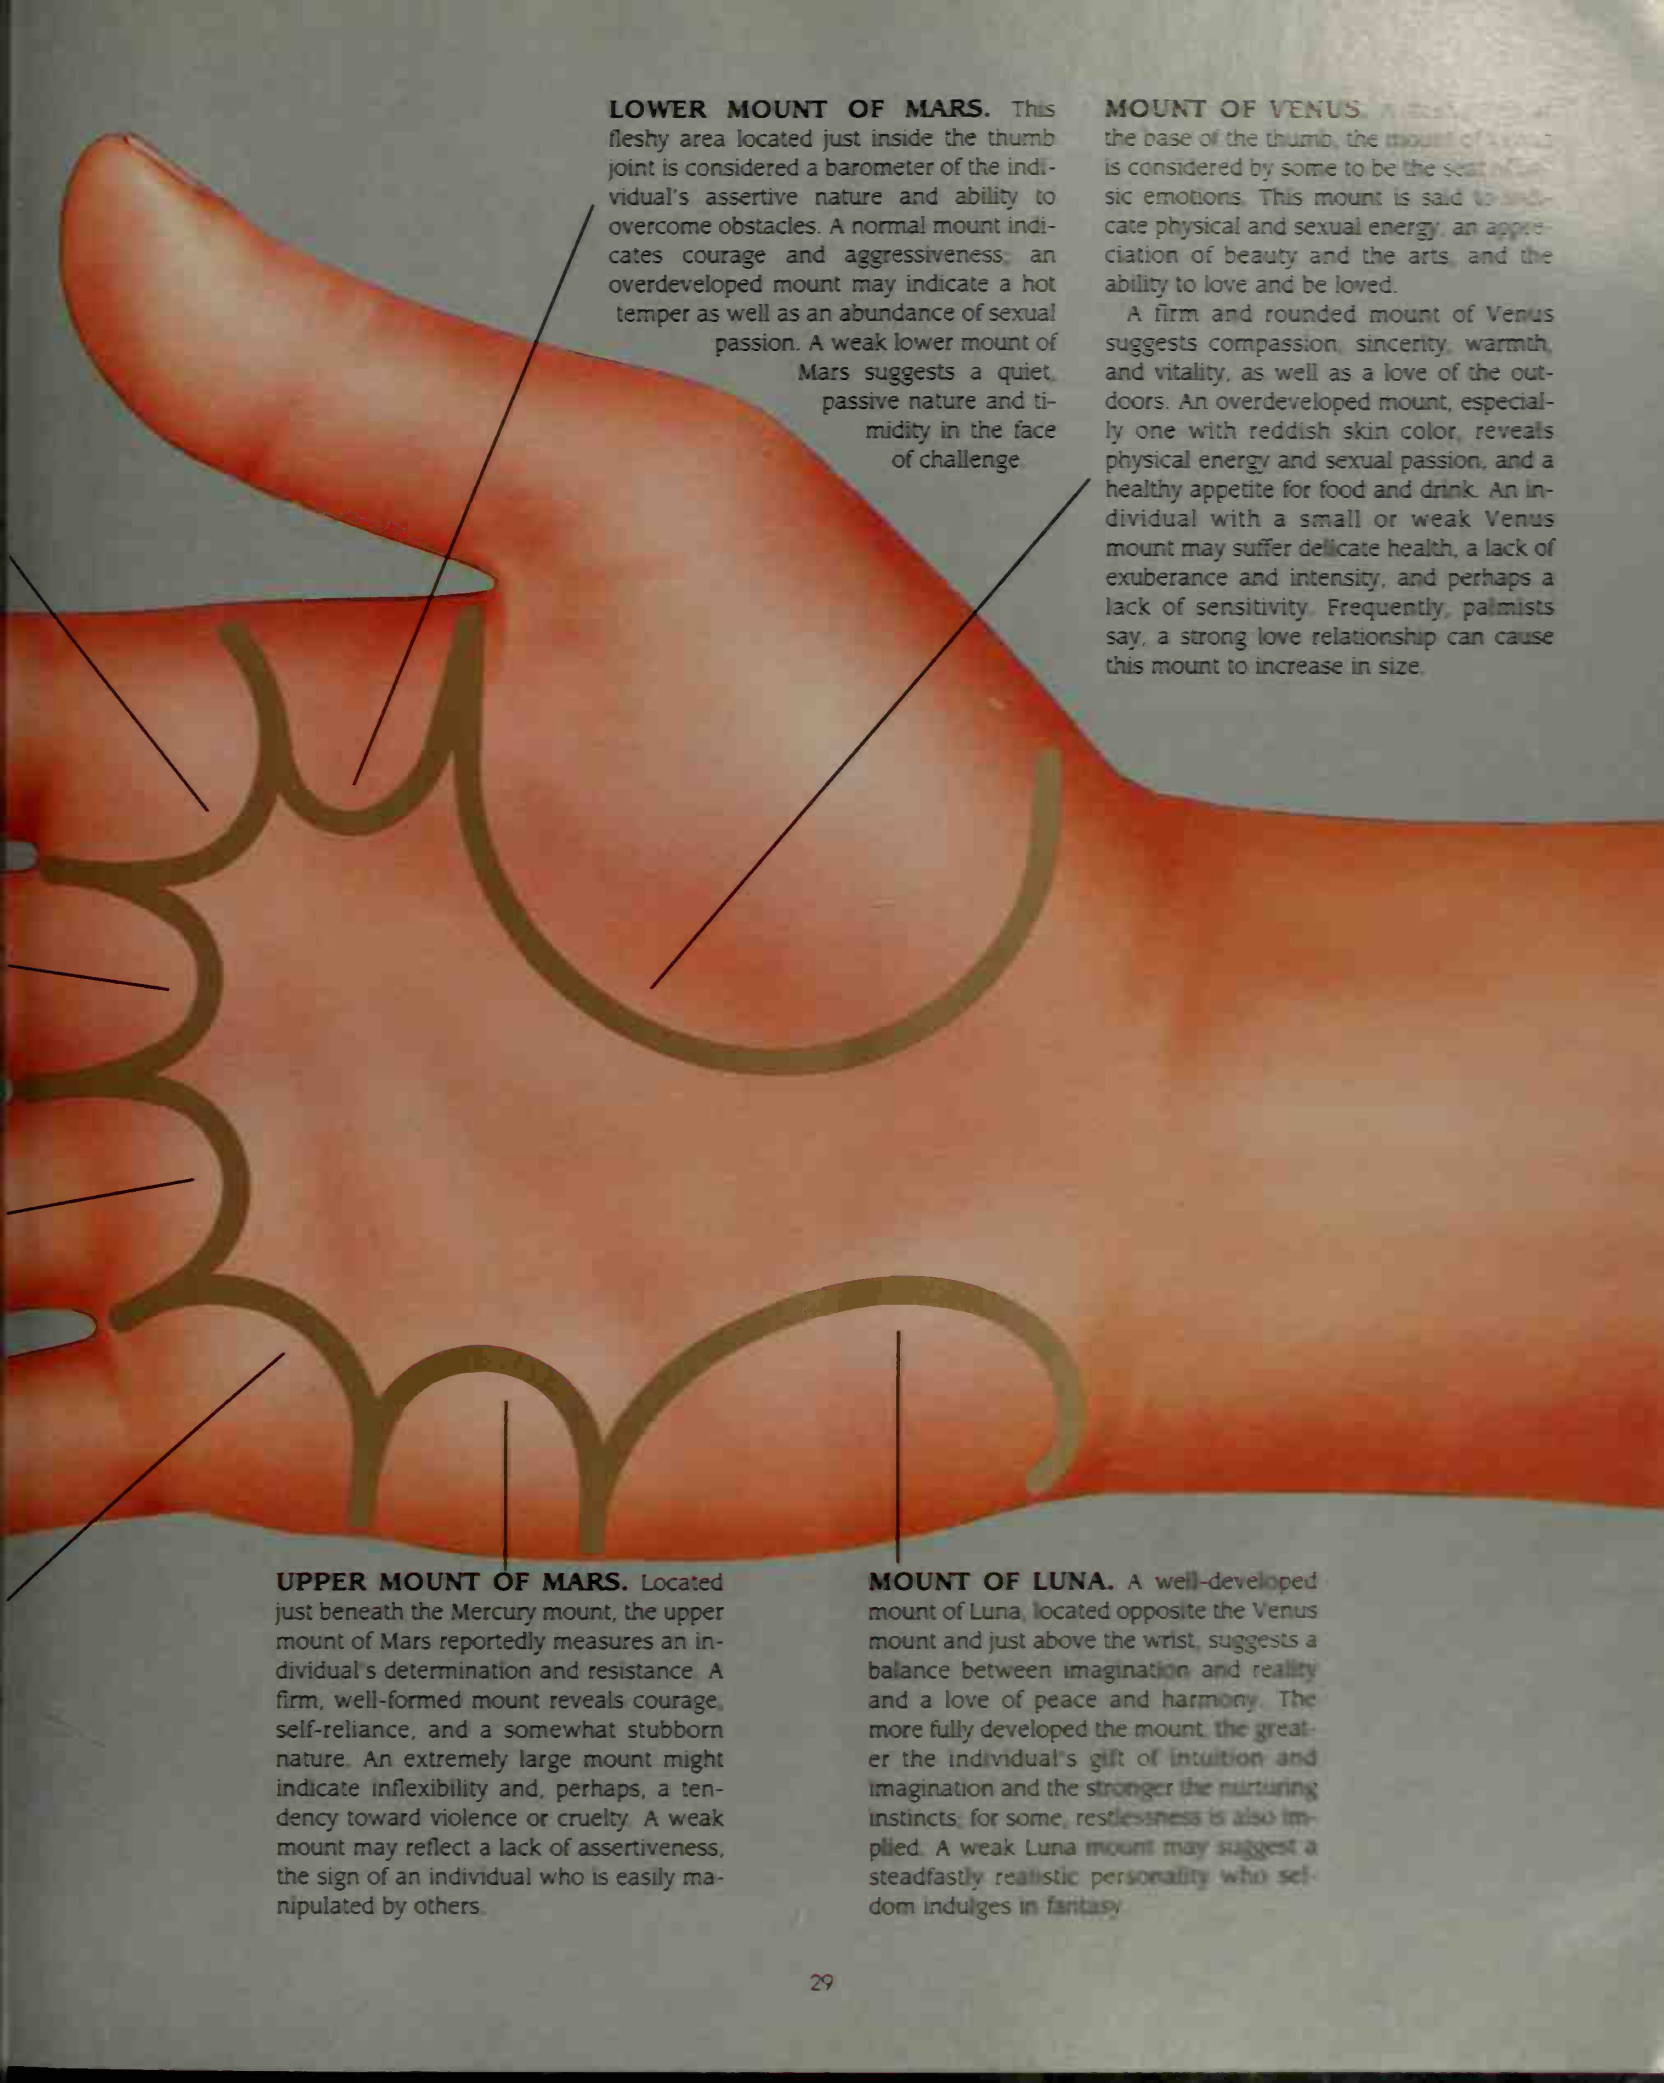 LOWER MOUNT OF MARS. This
fleshy area located just inside the thumb
joint is considered a barometer of the indi-
vidual's assertive nature and ability to
overcome obstacles. A normal mount indi-
cates courage and aggressiveness; an
overdeveloped mount may indicate a hot
temper as well as an abundance of sexual
passion. A weak lower mount of
Mars suggests a quiet,
passive nature and ti-
midity in the face
of challenge.
MOUNT OF VENUS.
the base of the thumb, the mount of
is considered by some to be the
sic emotions. This mount is said
cate physical and sexual energy, an appre-
ciation of beauty and the arts, and the
ability to love and be loved.
A firm and rounded mount of Venus
suggests compassion, sincerity, warmth,
and vitality, as well as a love of the out-
doors. An overdeveloped mount, especial-
ly one with reddish skin color, reveals
physical energy and sexual passion, and a
healthy appetite for food and drink. An in-
dividual with a small or weak Venus
mount may suffer delicate health, a lack of
exuberance and intensity, and perhaps a
lack of sensitivity. Frequently, palmists
say, a strong love relationship can cause
this mount to increase in size.
UPPER MOUNT OF MARS. Located
just beneath the Mercury mount, the upper
mount of Mars reportedly measures an in-
dividual's determination and resistance. A
firm, well-formed mount reveals courage,
self-reliance, and a somewhat stubborn
nature. An extremely large mount might
indicate inflexibility and, perhaps, a ten-
dency toward violence or cruelty. A weak
mount may reflect a lack of assertiveness,
the sign of an individual who is easily ma-
nipulated by others.
MOUNT OF LUNA. A well-developed
mount of Luna, located opposite the Venus
mount and just above the wrist, suggests a
balance between imagination and reality
and a love of peace and harmony. The
more fully developed the mount, the great-
er the individual's gift of intuition and
imagination and the stronger the nurturing
instincts; for some, restlessness is also im-
plied. A weak Luna mount may suggest a
steadfastly realistic personality who sel-
dom indulges in fantasy.
29